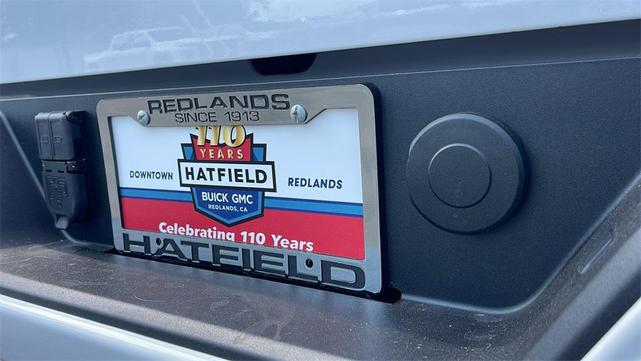 REDLANDS
SINCE 1913
110
YEARS
DOWNTOWN HATFIELD REDLANDS
BUICK GMC
REDLANDS, CA
Celebrating 110 Years
HATFIELD